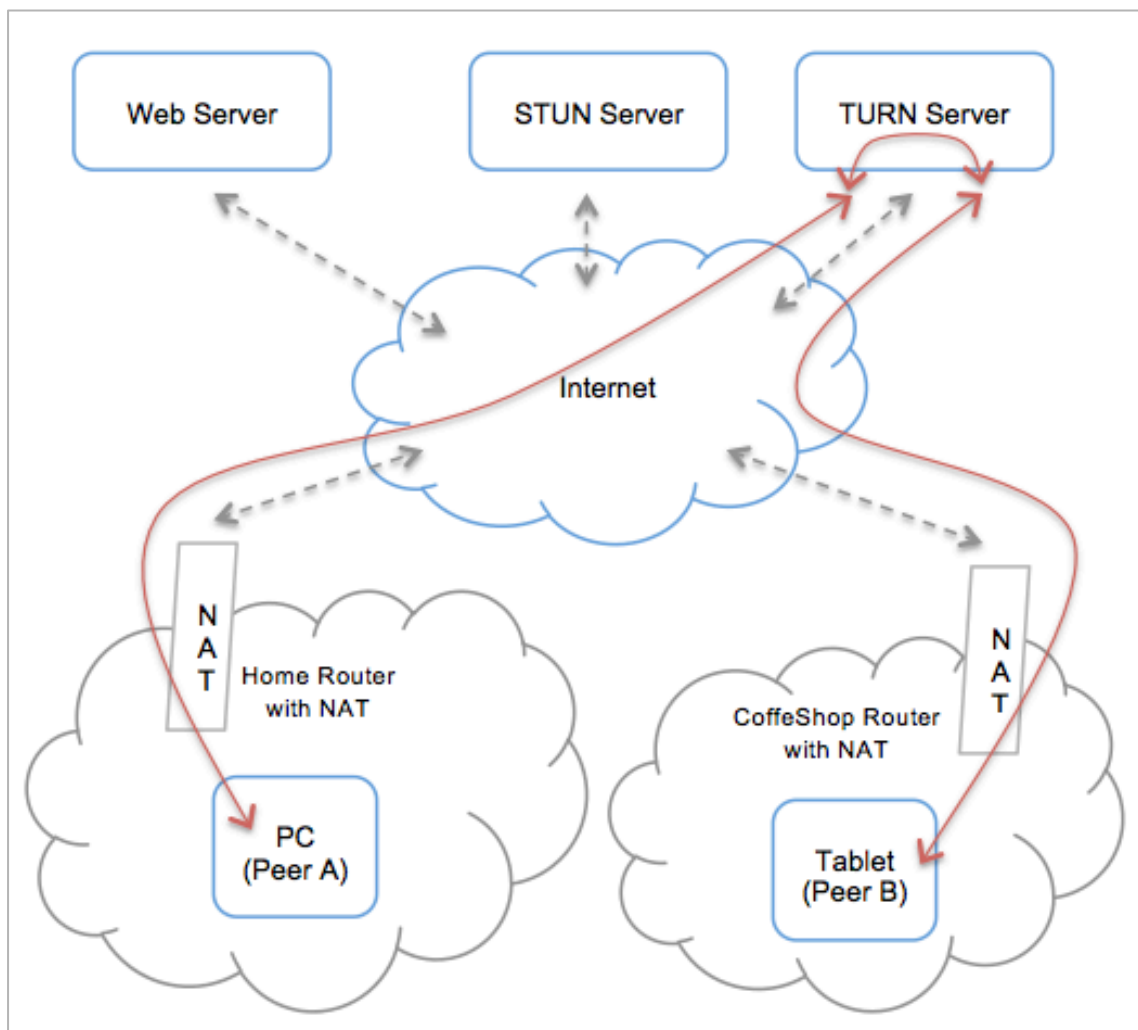 Web Server
STUN Server
TURN Server
Internet
N
A
T
Home Router
with NAT
N
A
T
CoffeShop Router
with NAT
PC
(Peer A)
Tablet
(Peer B)